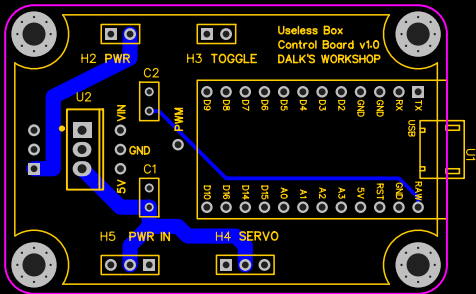 Useless Box
Control Board v1.0
DALK'S WORKSHOP
H2 PWR
H3 TOGGLE
C2
U2
VIN
PWM
GND
5V
C1
D9 D8 D7 D6 D5 D4 D3 D2 GND GND RX TX
USB
U1
D10 D16 D14 D15 A0 A1 A2 A3 5V RST GND RAW
H5 PWR IN
H4 SERVO